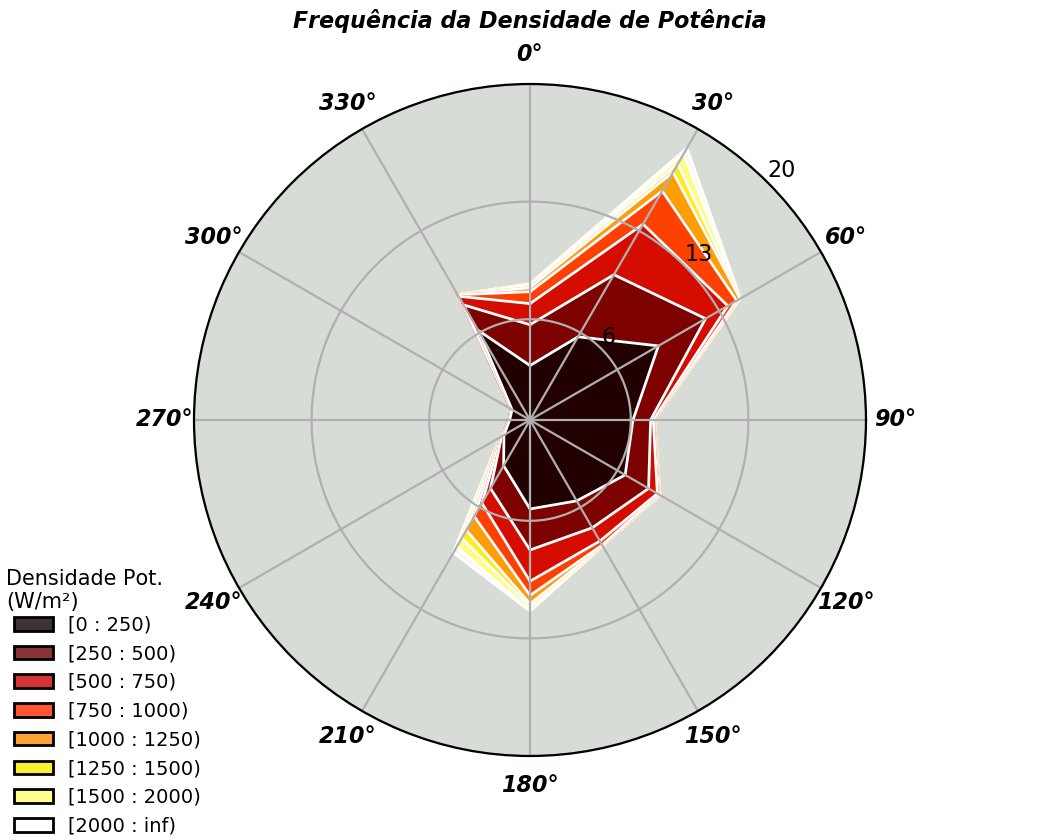 Frequência da Densidade de Potência
0°
330°
30°
20
300°
60°
13
6
270°
90°
240°
120°
210°
150°
180°
Densidade Pot.
(W/m²)
[0 : 250)
[250 : 500)
[500 : 750)
[750 : 1000)
[1000 : 1250)
[1250 : 1500)
[1500 : 2000)
[2000 : inf)